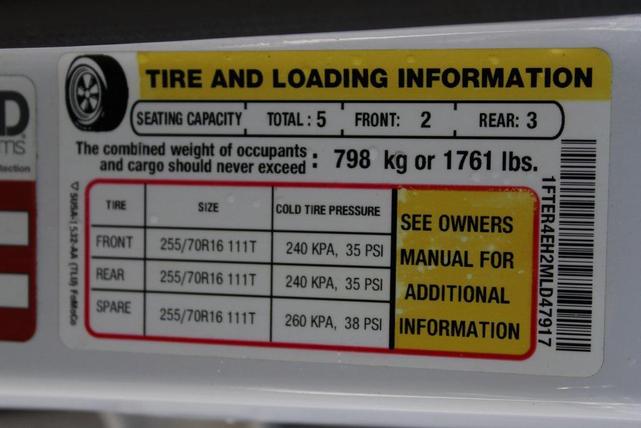 TIRE AND LOADING INFORMATION
SEATING CAPACITY TOTAL: 5 FRONT: 2 REAR: 3
The combined weight of occupants
and cargo should never exceed : 798 kg or 1761 lbs.
TIRE SIZE COLD TIRE PRESSURE
FRONT 255/70R16 111T 240 KPA, 35 PSI
REAR 255/70R16 111T 240 KPA, 35 PSI
SPARE 255/70R16 111T 260 KPA, 38 PSI
SEE OWNERS
MANUAL FOR
ADDITIONAL
INFORMATION
1FTER4EH2MLD47917
(TLU) FoMoCo
D
ms